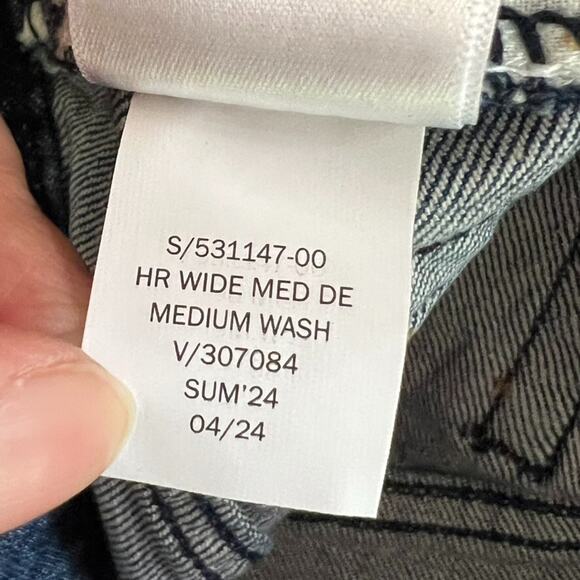 S/531147-00
HR WIDE MED DE
MEDIUM WASH
V/307084
SUM'24
04/24